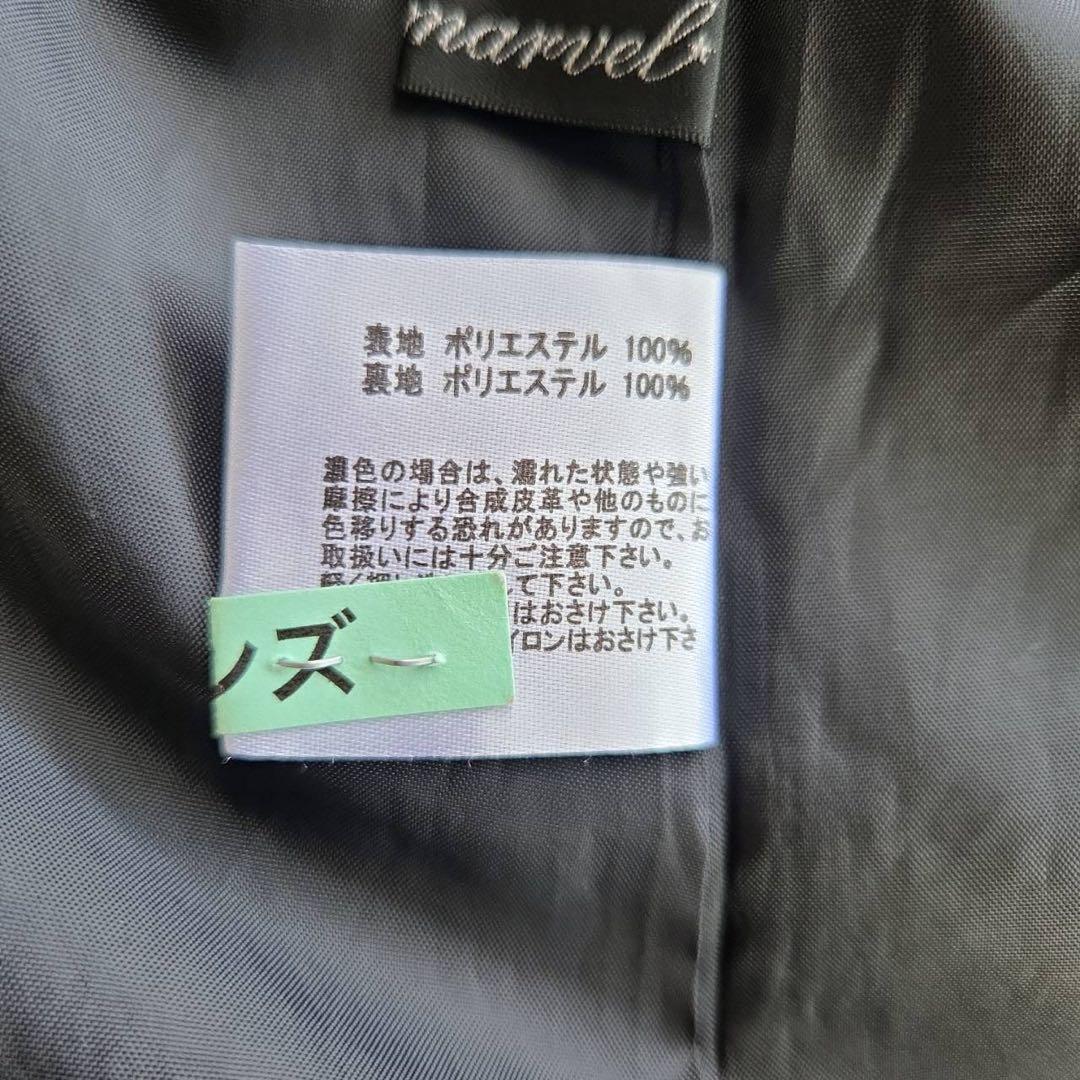 marvel
表地 ポリエステル 100%
裏地 ポリエステル 100%
濃色の場合は、濡れた状態や強い
摩擦により合成皮革や他のものに
色移りする恐れがありますので、お
取扱いには十分ご注意下さい。
して下さい。
はおさけ下さい。
イロンはおさけ下さ
ンズ